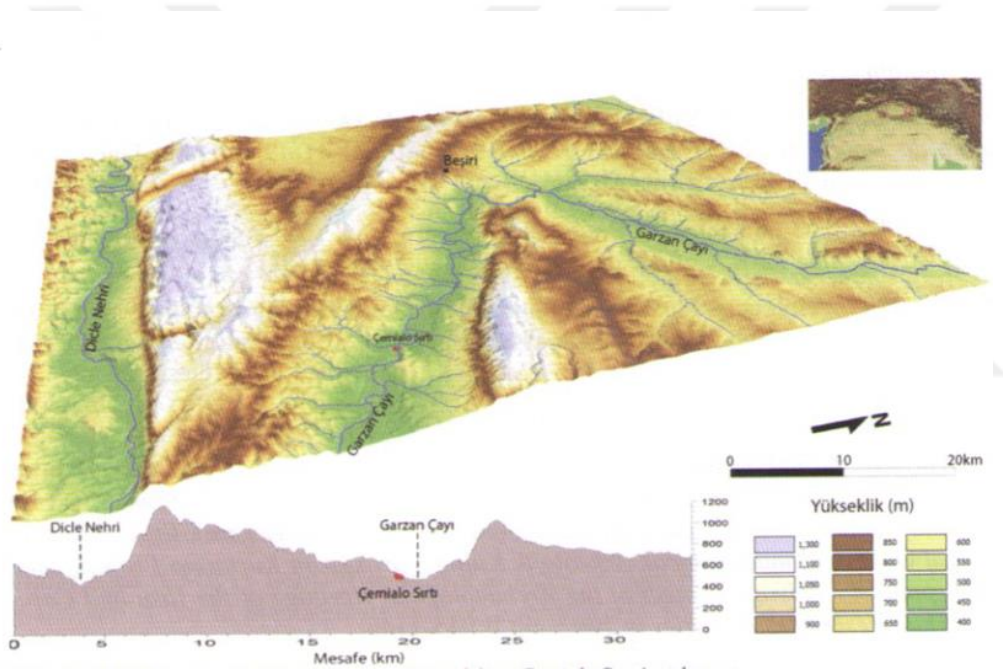 Beşiri
Garzan Çayı
Dicle Nehri
Çemialo Sırtı
Garzan Çayı
N
0 10 20km
Dicle Nehri
Garzan Çayı
Çemialo Sırtı
1200
1000
800
600
400
200
0
0 5 10 15 20 25 30
Mesafe (km)
Yükseklik (m)
1,300 850 600
1,100 800 550
1,050 750 500
1,000 700 450
900 650 400